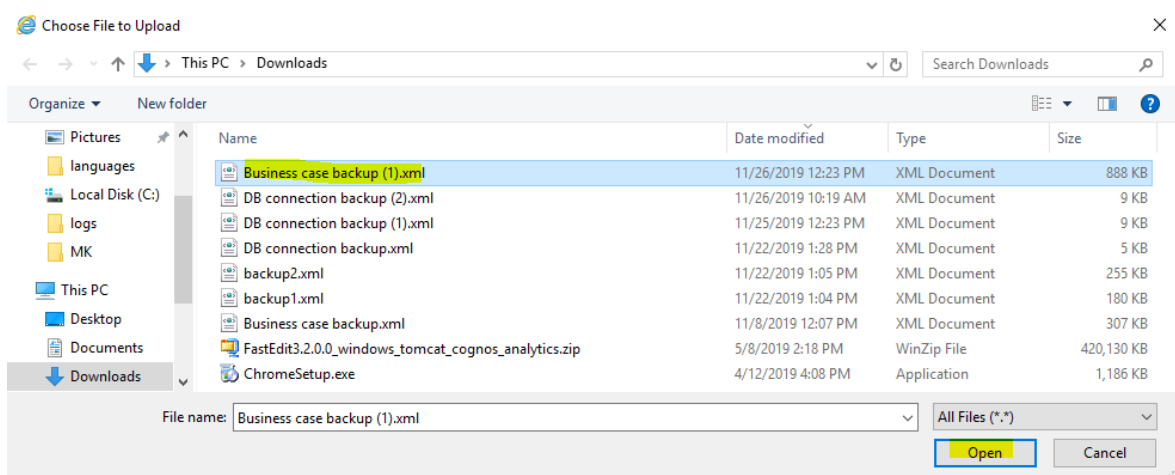 Choose File to Upload
This PC > Downloads
Search Downloads
Organize
New folder
Name Date modified Type Size
Pictures
languages
Local Disk (C:)
logs
MK
This PC
Desktop
Documents
Downloads
Business case backup (1).xml 11/26/2019 12:23 PM XML Document 888 KB
DB connection backup (2).xml 11/26/2019 10:19 AM XML Document 9 KB
DB connection backup (1).xml 11/25/2019 12:23 PM XML Document 9 KB
DB connection backup.xml 11/22/2019 1:28 PM XML Document 5 KB
backup2.xml 11/22/2019 1:05 PM XML Document 255 KB
backup1.xml 11/22/2019 1:04 PM XML Document 180 KB
Business case backup.xml 11/8/2019 12:07 PM XML Document 307 KB
FastEdit3.2.0.0_windows_tomcat_cognos_analytics.zip 5/8/2019 2:18 PM WinZip File 420,130 KB
ChromeSetup.exe 4/12/2019 4:08 PM Application 1,186 KB
File name: Business case backup (1).xml
All Files (*.*)
Open
Cancel